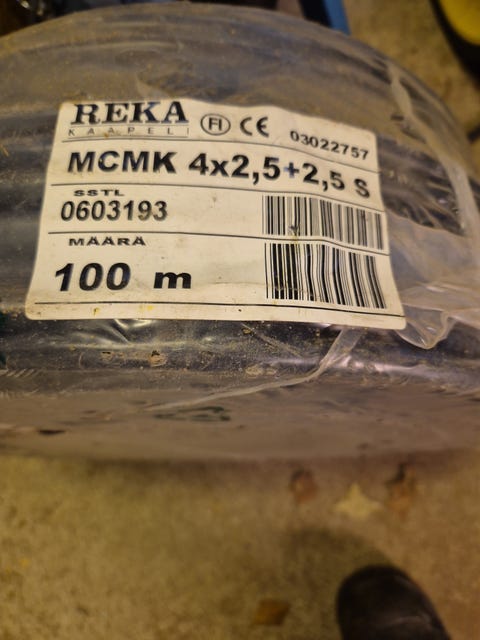 REKA
KAAPELI
FI CE 03022757
MCMK 4x2,5+2,5 S
SSTL
0603193
MÄÄRÄ
100 m